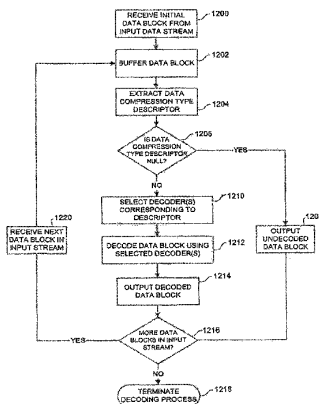 RECEIVE INITIAL
DATA BLOCK FROM
INPUT DATA STREAM
1200
BUFFER DATA BLOCK
1202
EXTRACT DATA
COMPRESSION TYPE
DESCRIPTOR
1204
1206
IS DATA
COMPRESSION
TYPE DESCRIPTOR
NULL?
YES
NO
SELECT DECODER(S)
CORRESPONDING TO
DESCRIPTOR
1210
1220
RECEIVE NEXT
DATA BLOCK IN
INPUT STREAM
120
OUTPUT
UNDECODED
DATA BLOCK
DECODE DATA BLOCK USING
SELECTED DECODER(S)
1212
OUTPUT DECODED
DATA BLOCK
1214
1216
MORE DATA
BLOCKS IN INPUT
STREAM?
YES
NO
TERMINATE
DECODING PROCESS
1218